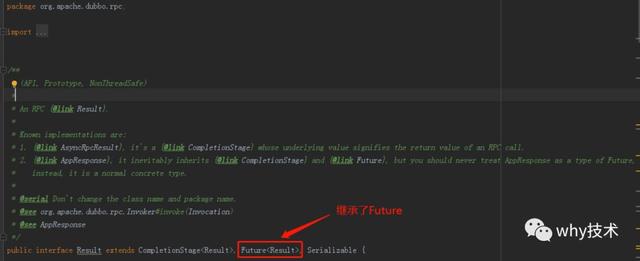 package org.apache.dubbo.rpc;
import ...
/**
* (API, Prototype, NonThreadSafe)
*
* An RPC {@link Result}.
*
* Known implementations are:
* 1. {@link AsyncRpcResult}, it's a {@link CompletionStage} whose underlying value signifies the return value of an RPC call.
* 2. {@link AppResponse}, it inevitably inherits {@link CompletionStage} and {@link Future}, but you should never treat AppResponse as a type of Future,
* instead, it is a normal concrete type.
*
* @serial Don't change the class name and package name.
* @see org.apache.dubbo.rpc.Invoker#invoke(Invocation)
* @see AppResponse
*/
继承了Future
public interface Result extends CompletionStage<Result>, Future<Result>, Serializable {
why技术